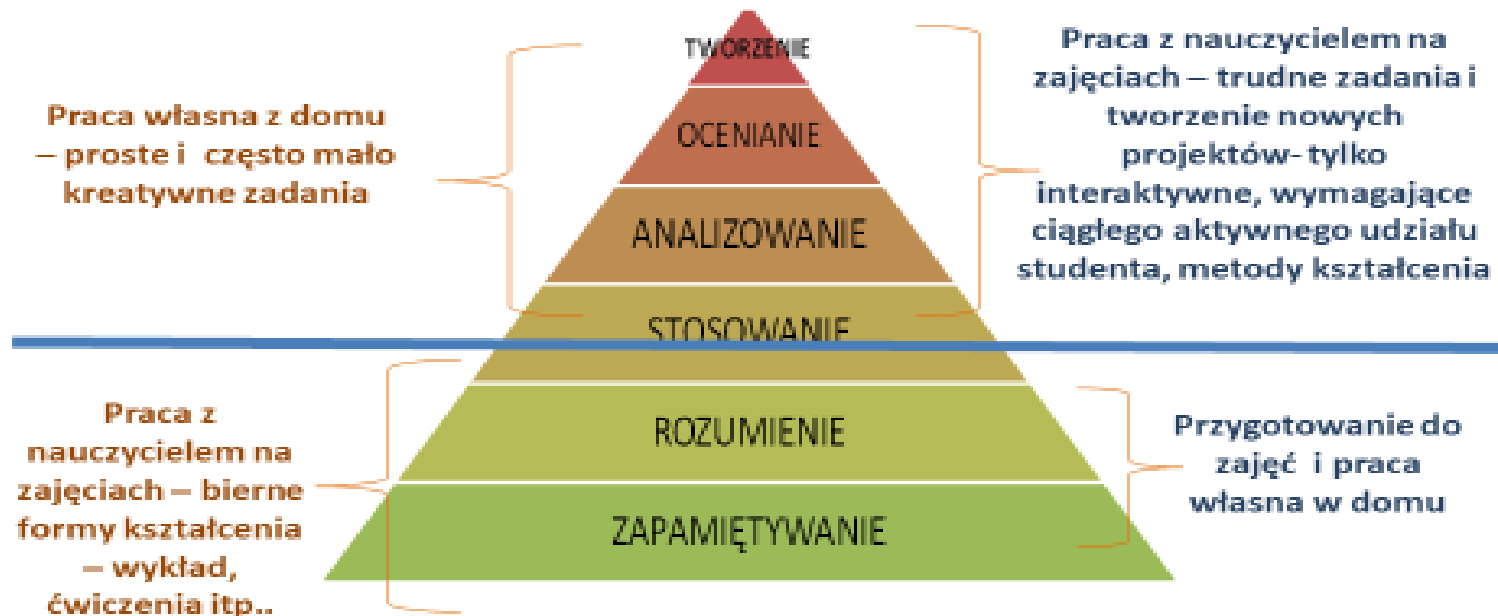 Praca własna z domu
– proste i często mało
kreatywne zadania
Praca z
nauczycielem na
zajęciach – bierne
formy kształcenia
– wykład,
ćwiczenia itp..
TWORZENIE
OCENIANIE
ANALIZOWANIE
STOSOWANIE
ROZUMIENIE
ZAPAMIĘTYWANIE
Praca z nauczycielem na
zajęciach – trudne zadania i
tworzenie nowych
projektów- tylko
interaktywne, wymagające
ciągłego aktywnego udziału
studenta, metody kształcenia
Przygotowanie do
zajęć i praca
własna w domu